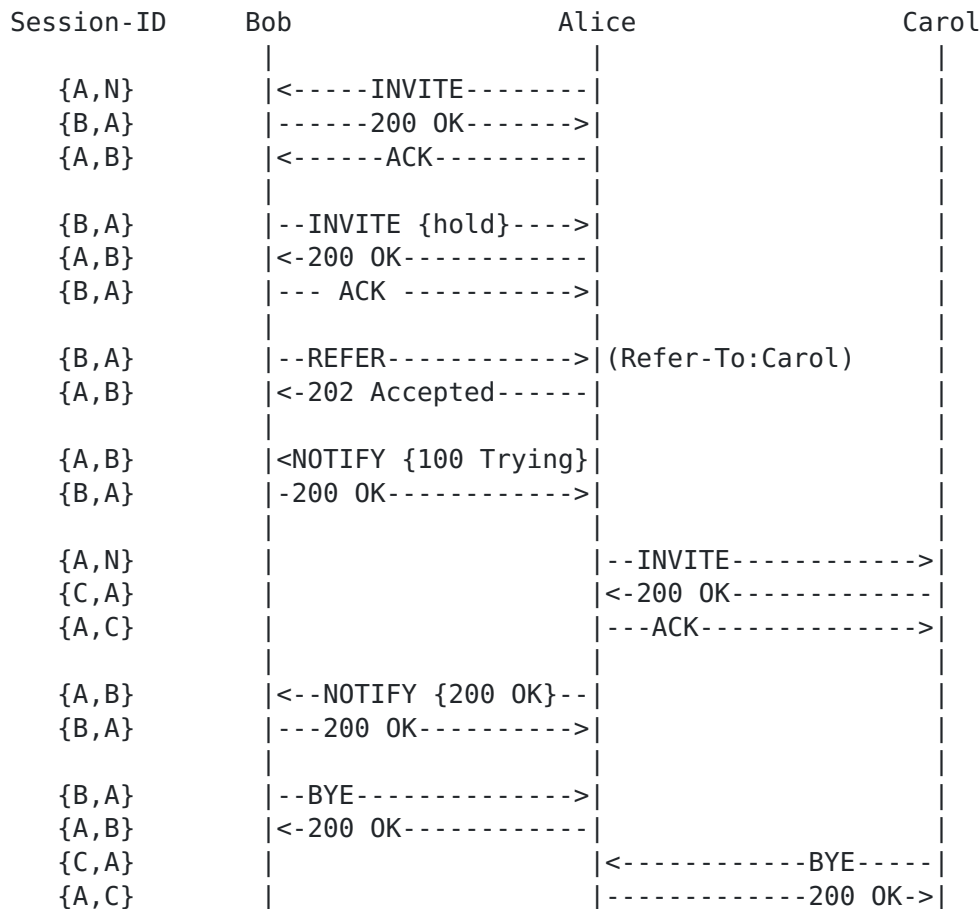 Session-ID     Bob                 Alice                Carol
                |                   |                    |
   {A,N}        |<-----INVITE--------|                    |
   {B,A}        |------200 OK------->|                    |
   {A,B}        |<------ACK----------|                    |
                |                    |                    |
   {B,A}        |--INVITE {hold}---->|                    |
   {A,B}        |<-200 OK------------|                    |
   {B,A}        |--- ACK ----------->|                    |
                |                    |                    |
   {B,A}        |--REFER------------>|(Refer-To:Carol)    |
   {A,B}        |<-202 Accepted------|                    |
                |                    |                    |
   {A,B}        |<NOTIFY {100 Trying}|                    |
   {B,A}        |-200 OK------------>|                    |
                |                    |                    |
   {A,N}        |                    |--INVITE------------>|
   {C,A}        |                    |<-200 OK-------------|
   {A,C}        |                    |---ACK-------------->|
                |                    |                    |
   {A,B}        |<--NOTIFY {200 OK}--|                    |
   {B,A}        |---200 OK---------->|                    |
                |                    |                    |
   {B,A}        |--BYE-------------->|                    |
   {A,B}        |<-200 OK------------|                    |
   {C,A}        |                    |<------------BYE-----|
   {A,C}        |                    |-------------200 OK->|